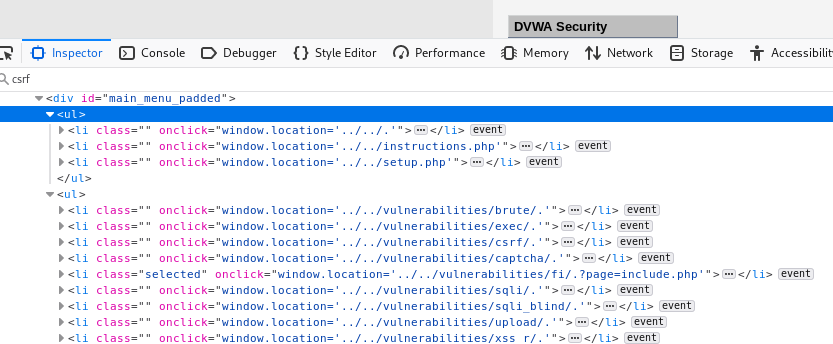 DVWA Security
Inspector Console Debugger Style Editor Performance Memory Network Storage Accessibili
csrf
<div id="main_menu_padded">
<ul>
<li class="" onclick="window.location='../../.'"> ⋯ </li> event
<li class="" onclick="window.location='../../instructions.php'"> ⋯ </li> event
<li class="" onclick="window.location='../../setup.php'"> ⋯ </li> event
</ul>
<ul>
<li class="" onclick="window.location='../../vulnerabilities/brute/.'"> ⋯ </li> event
<li class="" onclick="window.location='../../vulnerabilities/exec/.'"> ⋯ </li> event
<li class="" onclick="window.location='../../vulnerabilities/csrf/.'"> ⋯ </li> event
<li class="" onclick="window.location='../../vulnerabilities/captcha/.'"> ⋯ </li> event
<li class="selected" onclick="window.location='../../vulnerabilities/fi/.?page=include.php'"> ⋯ </li> event
<li class="" onclick="window.location='../../vulnerabilities/sqli/.'"> ⋯ </li> event
<li class="" onclick="window.location='../../vulnerabilities/sqli_blind/.'"> ⋯ </li> event
<li class="" onclick="window.location='../../vulnerabilities/upload/.'"> ⋯ </li> event
<li class="" onclick="window.location='../../vulnerabilities/xss_r/.'"> ⋯ </li> event